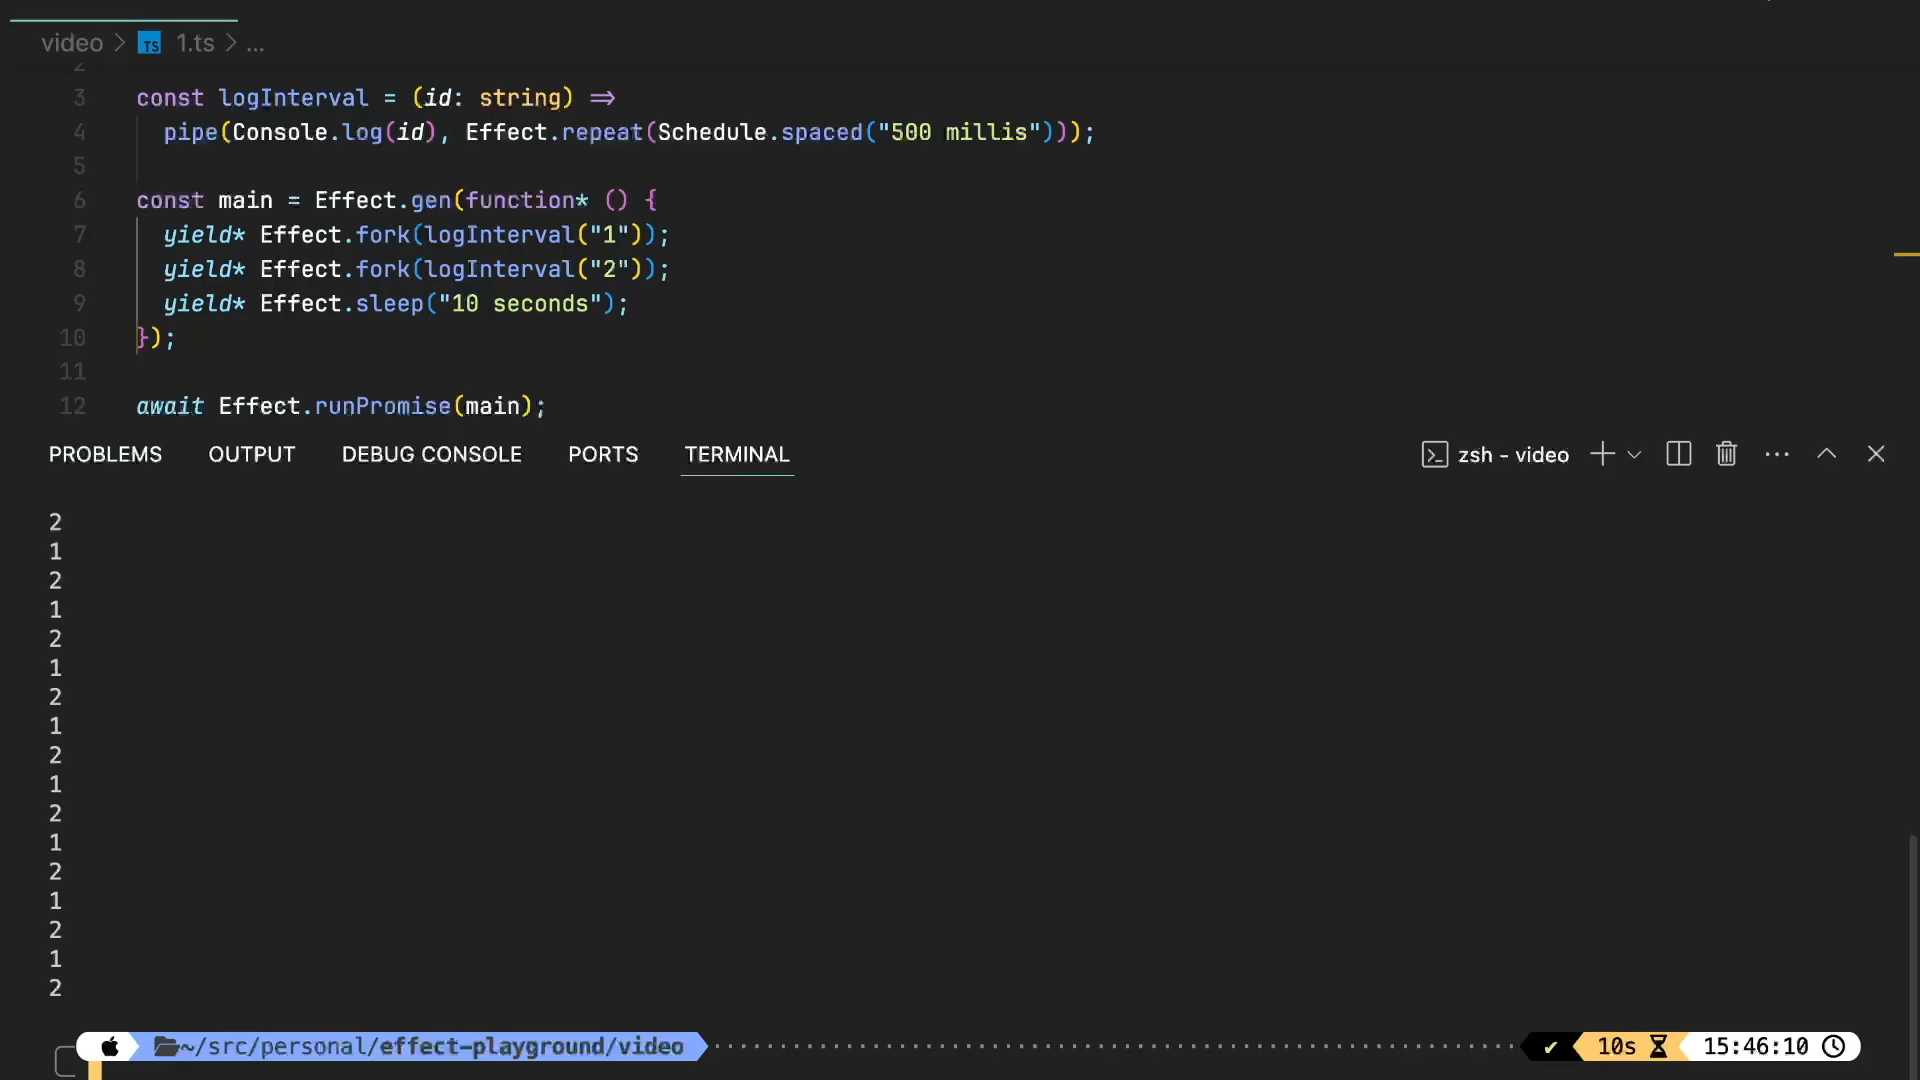 video > TS 1.ts > ...
2
3 const logInterval = (id: string) =>
4 pipe(Console.log(id), Effect.repeat(Schedule.spaced("500 millis")));
5
6 const main = Effect.gen(function* () {
7 yield* Effect.fork(logInterval("1"));
8 yield* Effect.fork(logInterval("2"));
9 yield* Effect.sleep("10 seconds");
10 });
11
12 await Effect.runPromise(main);
PROBLEMS OUTPUT DEBUG CONSOLE PORTS TERMINAL zsh - video
2
1
2
1
2
1
2
1
2
1
2
1
2
1
2
1
2
~/src/personal/effect-playground/video 10s 15:46:10